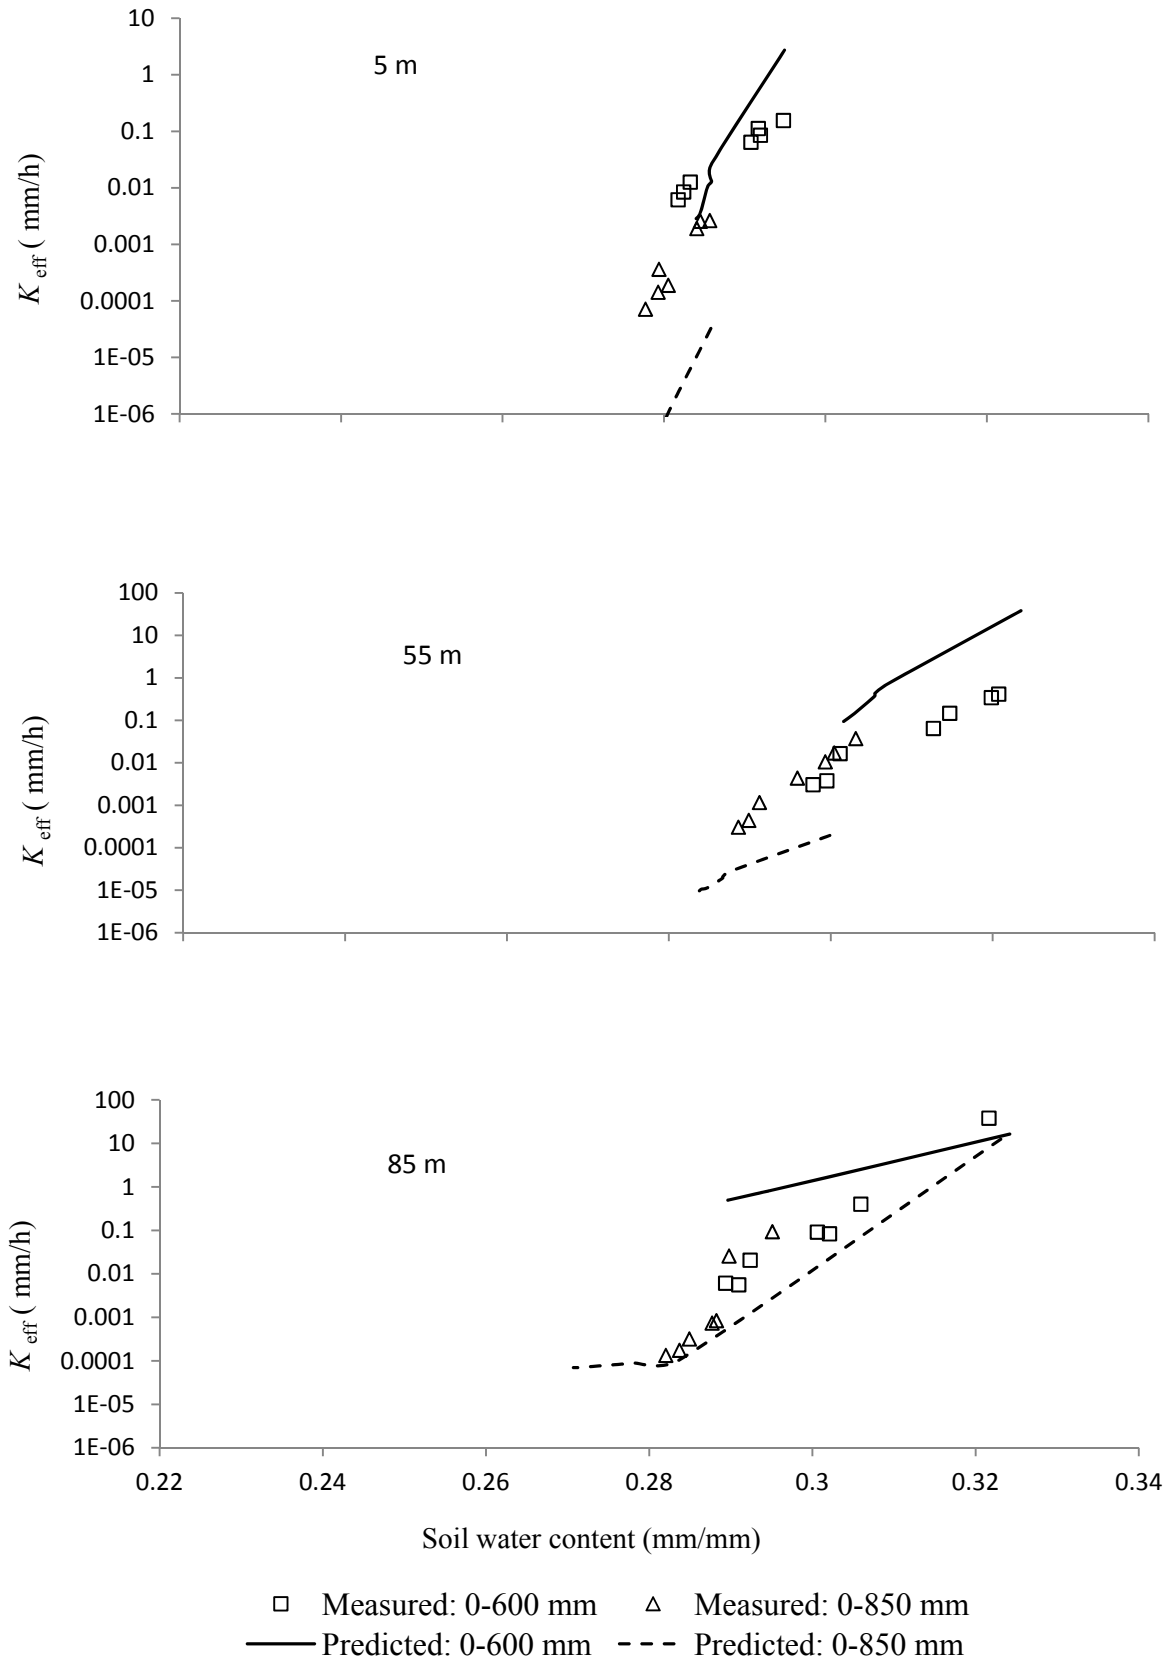 10
5 m
1
0.1
0.01
0.001
0.0001
1E-05
1E-06
K eff ( mm/h)
100
10
55 m
1
0.1
0.01
0.001
0.0001
1E-05
1E-06
K eff ( mm/h)
100
10
85 m
1
0.1
0.01
0.001
0.0001
1E-05
1E-06
K eff ( mm/h)
0.22 0.24 0.26 0.28 0.3 0.32 0.34
Soil water content (mm/mm)
Measured: 0-600 mm Measured: 0-850 mm
Predicted: 0-600 mm Predicted: 0-850 mm